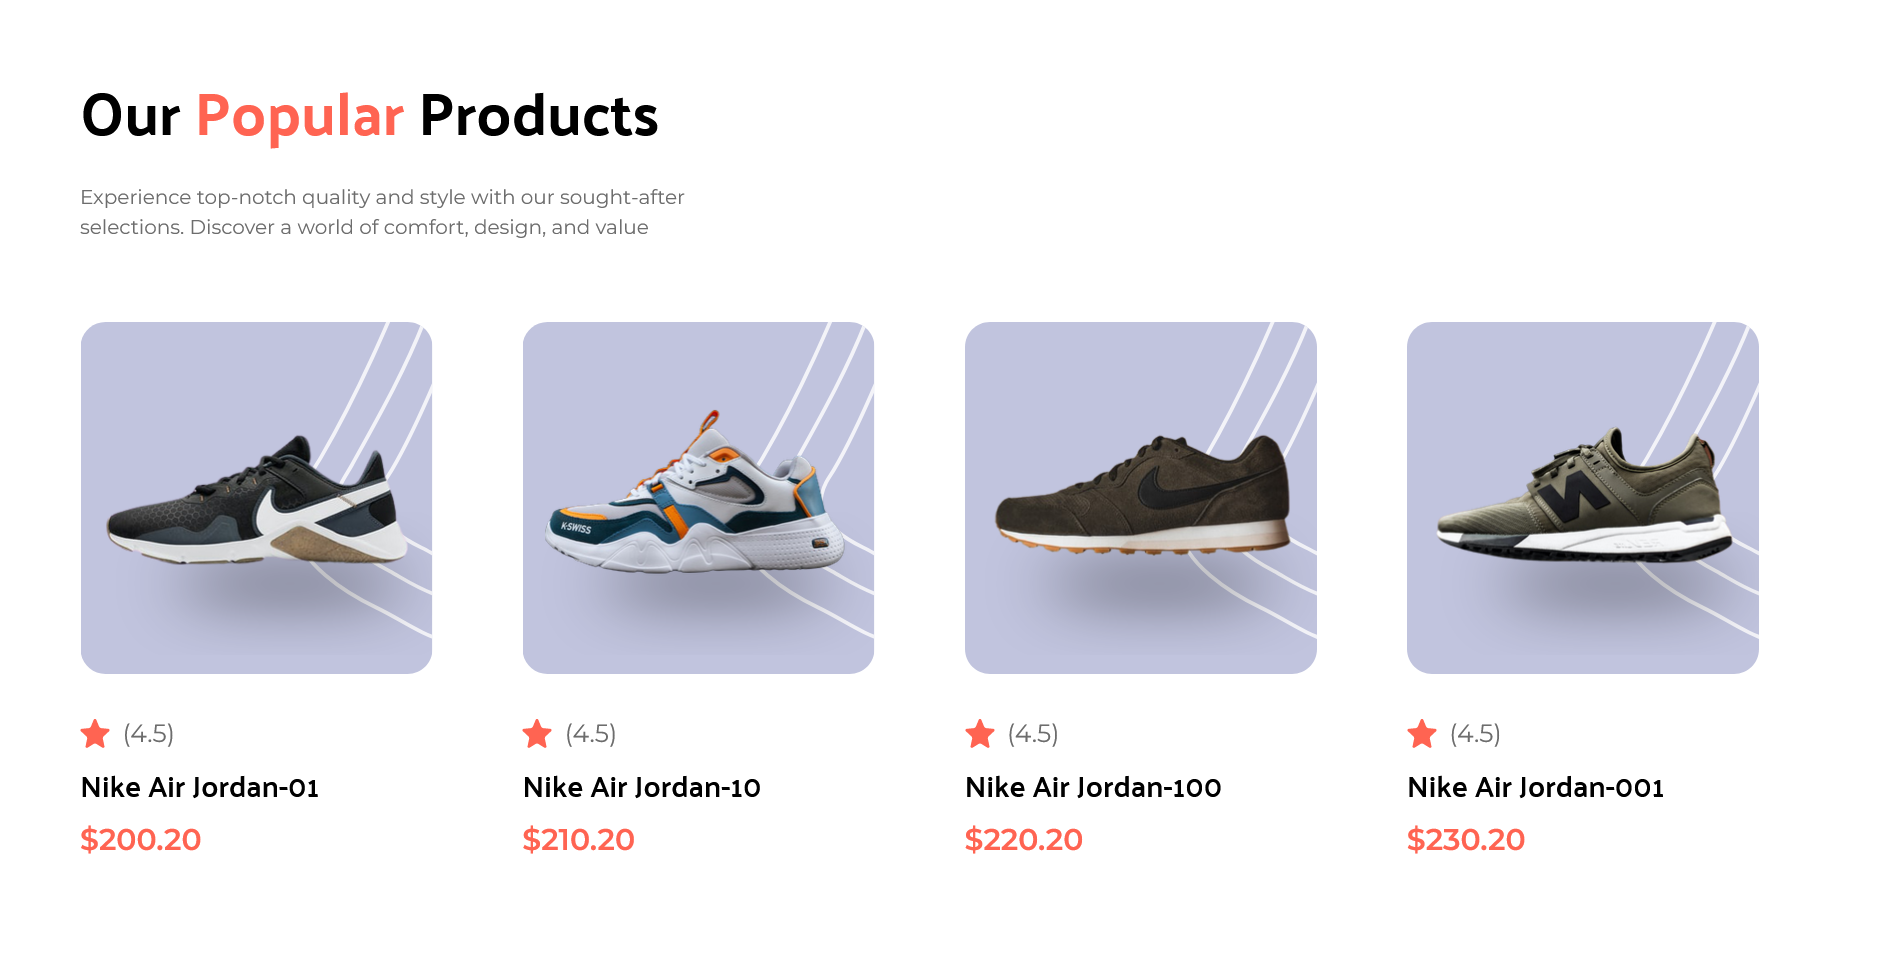 Our Popular Products
Experience top-notch quality and style with our sought-after
selections. Discover a world of comfort, design, and value
K-SWISS
(4.5)
Nike Air Jordan-01
$200.20
(4.5)
Nike Air Jordan-10
$210.20
(4.5)
Nike Air Jordan-100
$220.20
(4.5)
Nike Air Jordan-001
$230.20